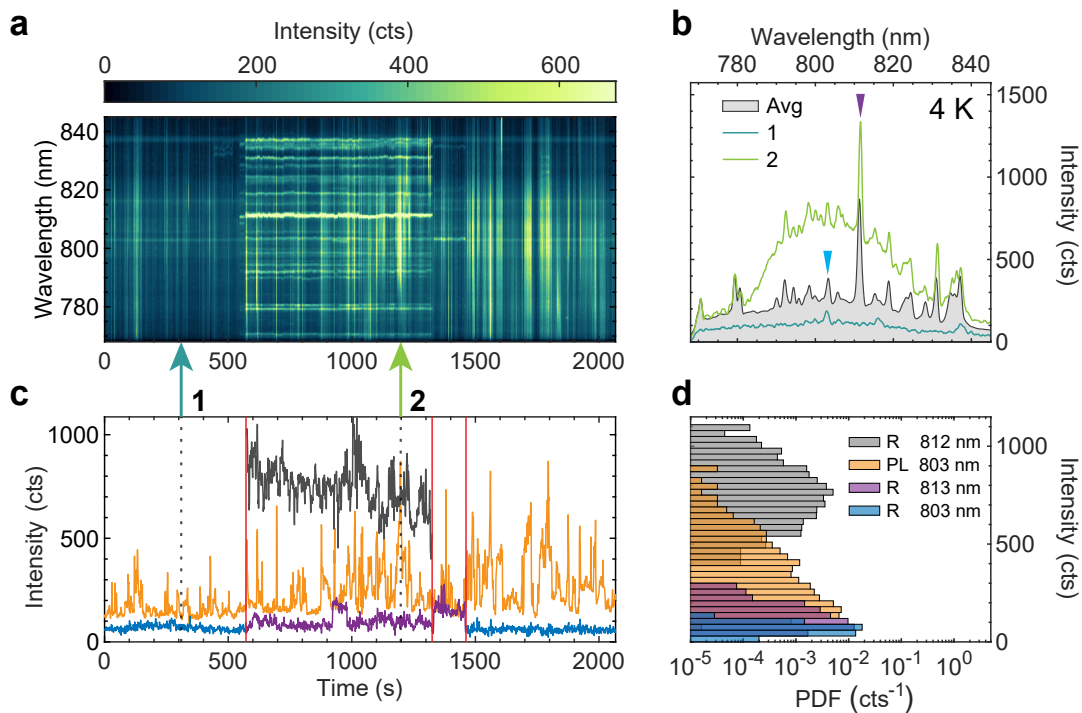 a
Intensity (cts)
0 200 400 600
Wavelength (nm)
840
820
800
780
0 500 1000 1500 2000
b
Wavelength (nm)
780 800 820 840
Avg
1
2
4 K
1500
1000
500
0
Intensity (cts)
1
2
c
Intensity (cts)
1000
500
0
0 500 1000 1500 2000
Time (s)
d
R 812 nm
PL 803 nm
R 813 nm
R 803 nm
1000
500
0
Intensity (cts)
10⁻⁵ 10⁻⁴ 10⁻³ 10⁻² 10⁻¹ 10⁰
PDF (cts⁻¹)